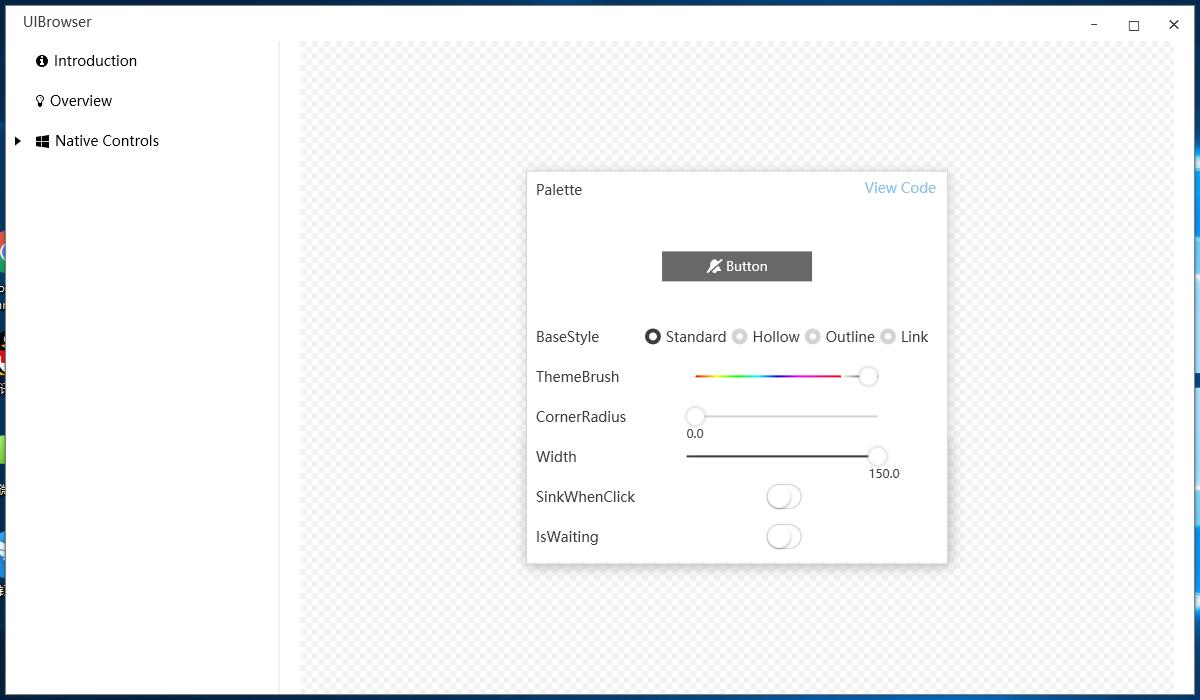 UIBrowser
Introduction
Overview
Native Controls
Palette
View Code
Button
BaseStyle Standard Hollow Outline Link
ThemeBrush
CornerRadius
0.0
Width
150.0
SinkWhenClick
IsWaiting